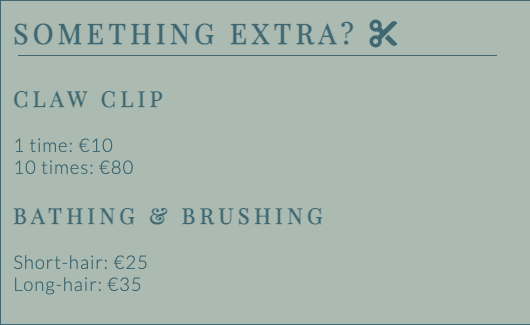 SOMETHING EXTRA?
CLAW CLIP
1 time: €10
10 times: €80
BATHING & BRUSHING
Short-hair: €25
Long-hair: €35